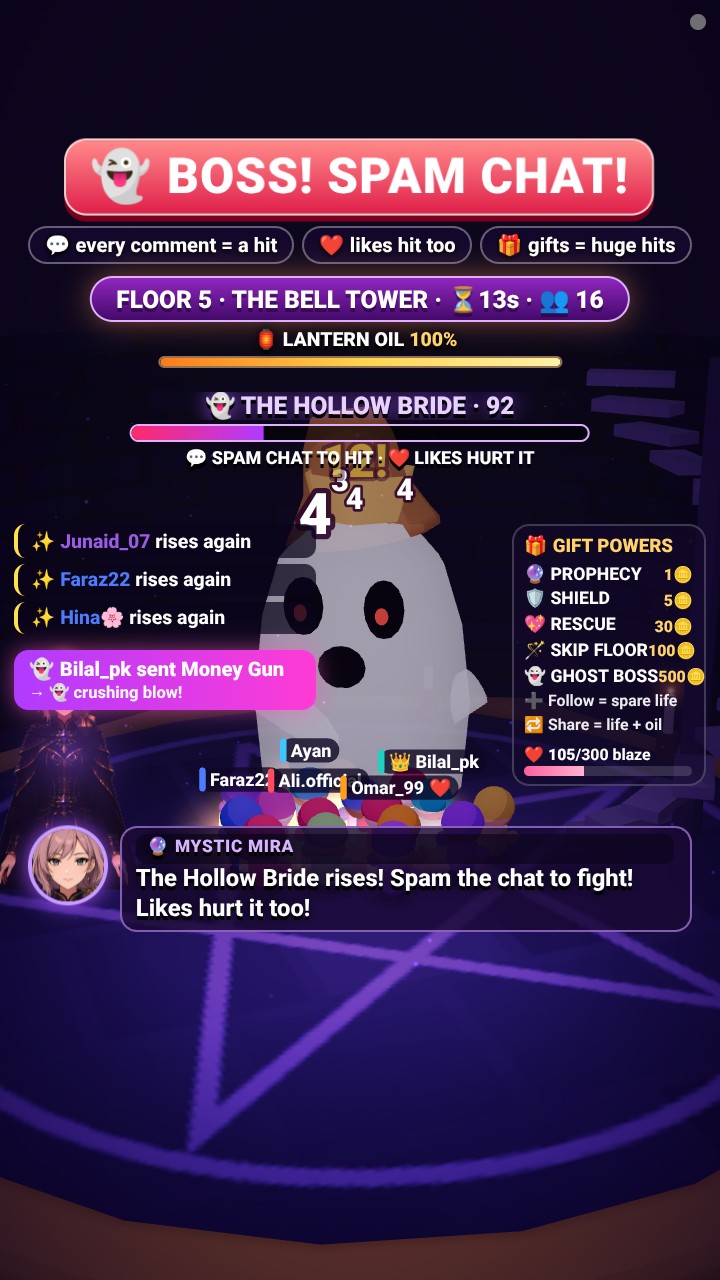 👻 BOSS! SPAM CHAT!
💬 every comment = a hit
❤️ likes hit too
🎁 gifts = huge hits
FLOOR 5 · THE BELL TOWER · ⏳ 13s · 👥 16
🏮 LANTERN OIL 100%
👻 THE HOLLOW BRIDE · 92
💬 SPAM CHAT TO HIT · ❤️ LIKES HURT IT
12!
3
4
4
4
✨ Junaid_07 rises again
✨ Faraz22 rises again
✨ Hina🌸 rises again
👻 Bilal_pk sent Money Gun
→ 👻 crushing blow!
🎁 GIFT POWERS
🔮 PROPHECY 1🪙
🛡️ SHIELD 5🪙
💖 RESCUE 30🪙
🪄 SKIP FLOOR 100🪙
👻 GHOST BOSS 500🪙
➕ Follow = spare life
🔁 Share = life + oil
❤️ 105/300 blaze
Ayan
👑 Bilal_pk
Faraz22
Ali.offici
Omar_99 ❤️
🔮 MYSTIC MIRA
The Hollow Bride rises! Spam the chat to fight!
Likes hurt it too!